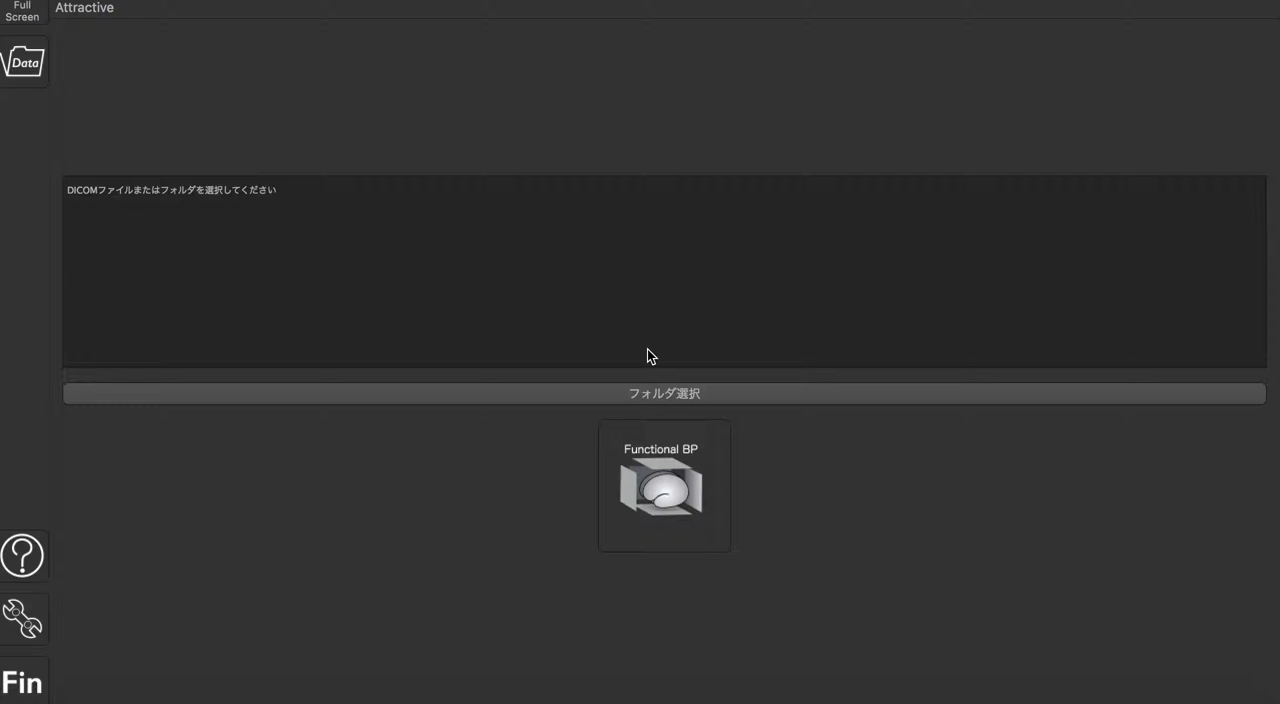 Full
Screen
Attractive
Data
DICOMファイルまたはフォルダを選択してください
フォルダ選択
Functional BP
Fin